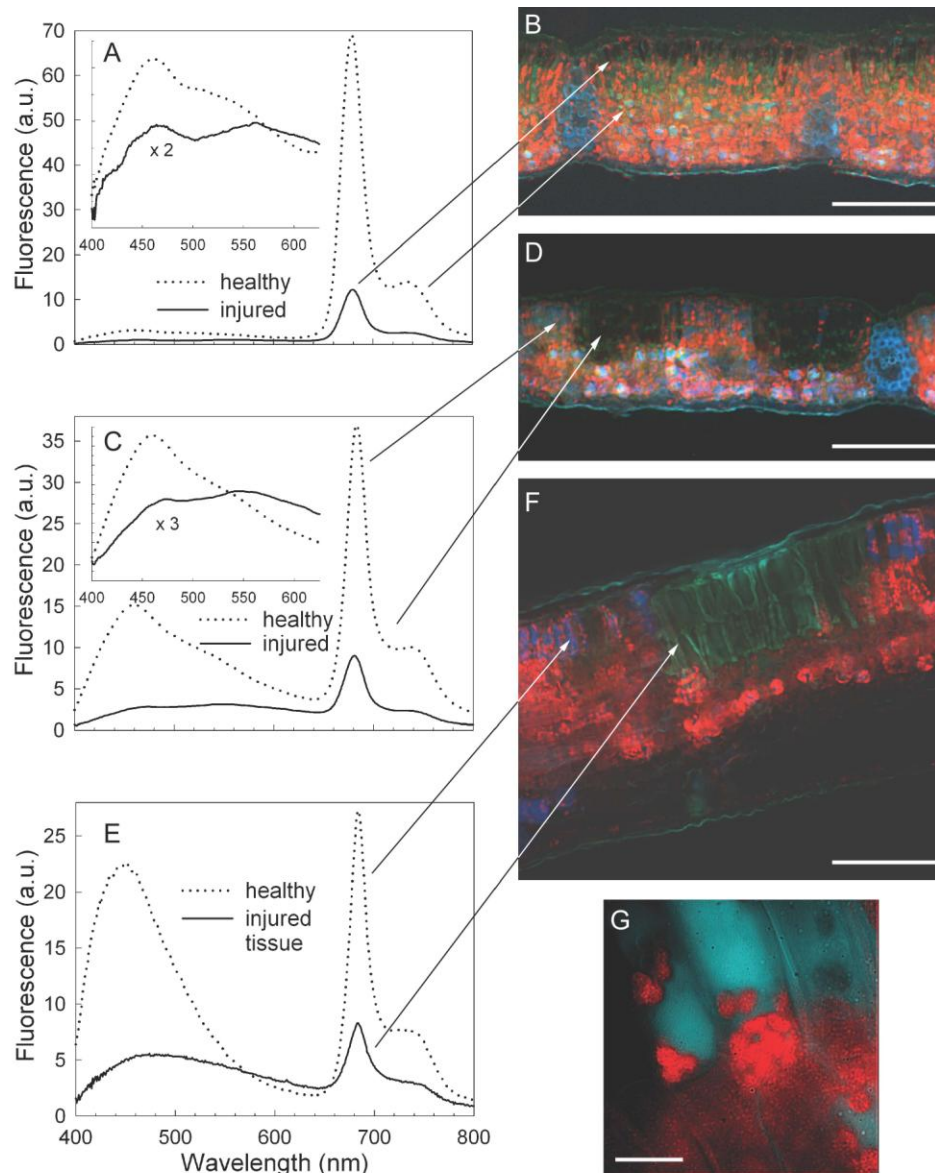 A
Fluorescence (a.u.)
70
60
50
40
30
20
10
0
x 2
400 450 500 550 600
healthy
injured
B
C
Fluorescence (a.u.)
35
30
25
20
15
10
5
0
x 3
400 450 500 550 600
healthy
injured
D
E
Fluorescence (a.u.)
25
20
15
10
5
0
healthy
injured
tissue
400 500 600 700 800
Wavelength (nm)
F
G